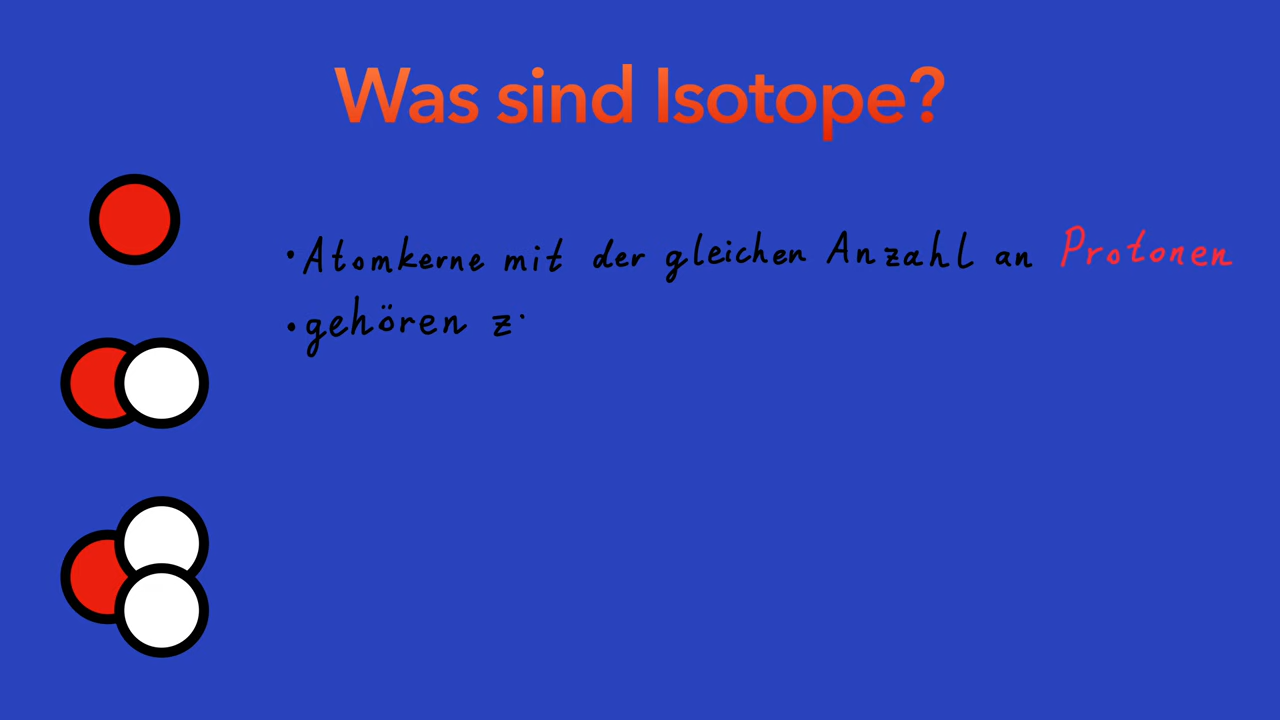 Was sind Isotope?
• Atomkerne mit der gleichen Anzahl an Protonen
• gehören z